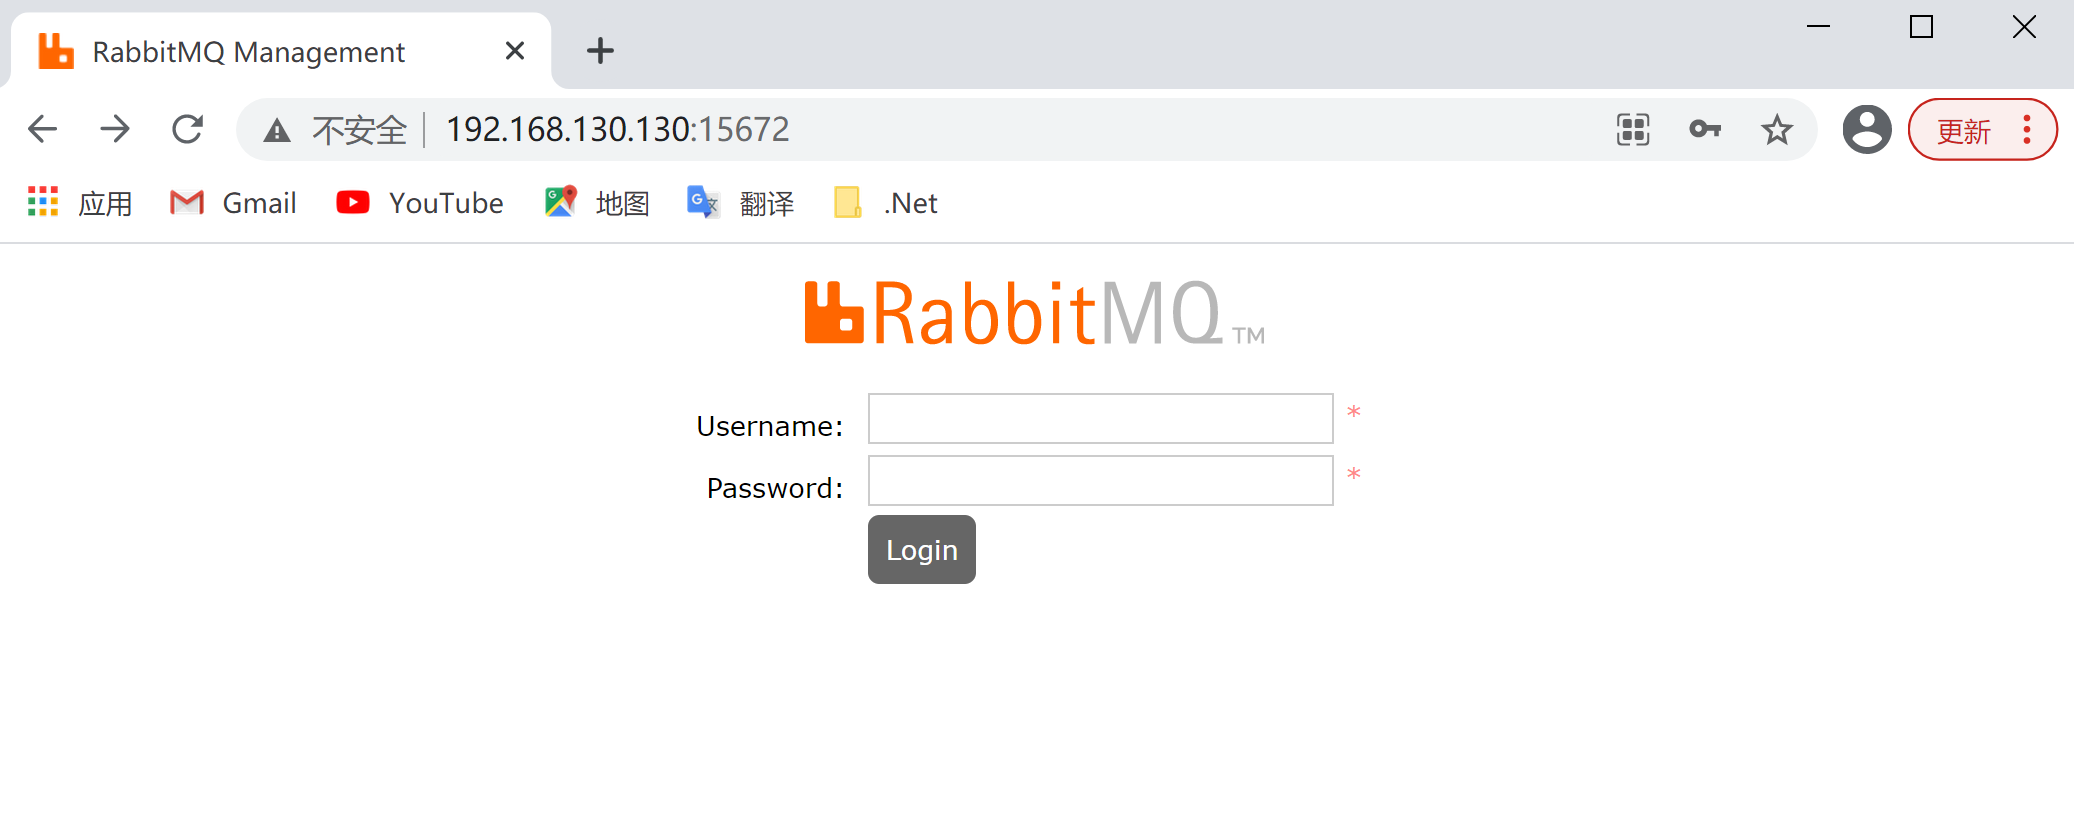 RabbitMQ Management
不安全 192.168.130.130:15672
更新
应用 Gmail YouTube 地图 翻译 .Net
RabbitMQ TM
Username: *
Password: *
Login